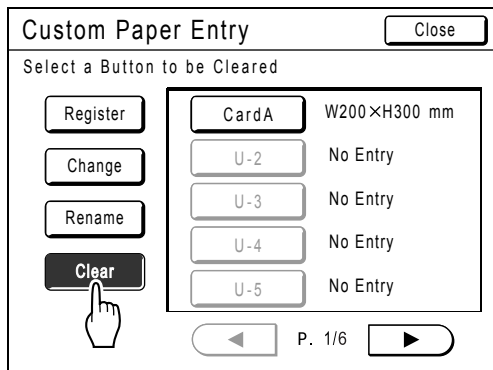 Custom Paper Entry Close
Select a Button to be Cleared
Register CardA W200×H300 mm
Change U-2 No Entry
U-3 No Entry
Rename
U-4 No Entry
Clear
U-5 No Entry
◀ P. 1/6 ▶